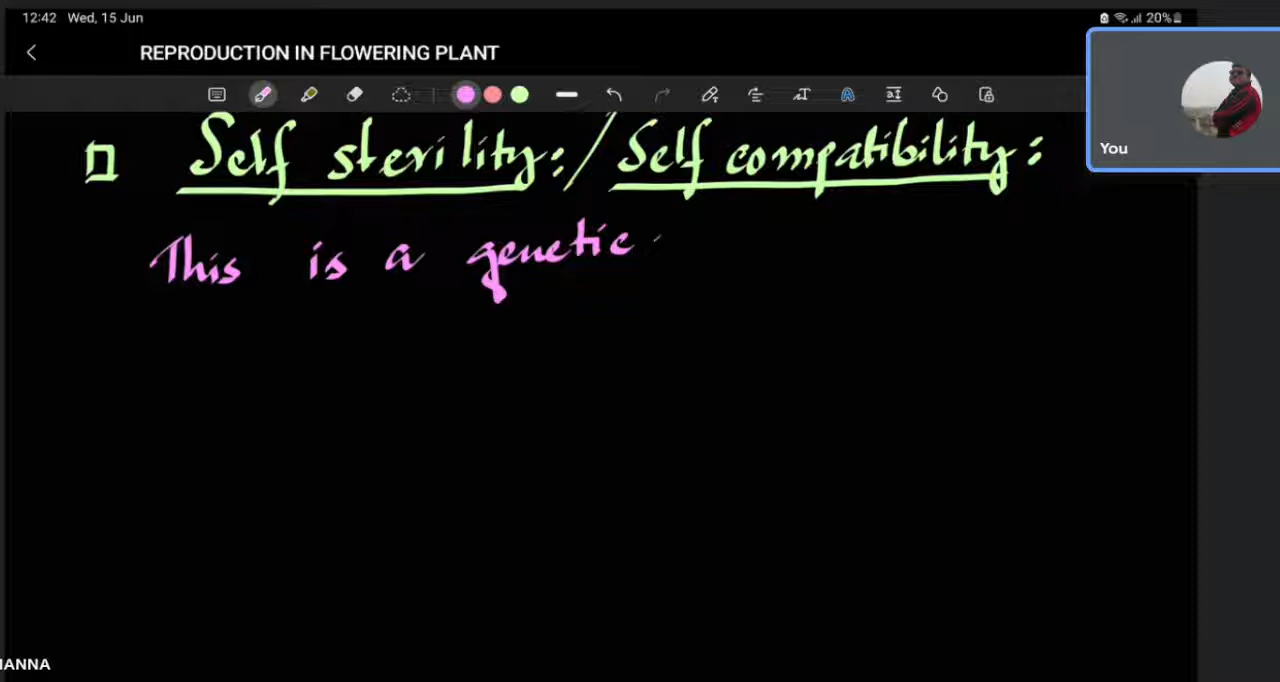 12:42 Wed, 15 Jun 20%
REPRODUCTION IN FLOWERING PLANT
You
Self sterility:/Self compatibility:
This is a genetic
IANNA